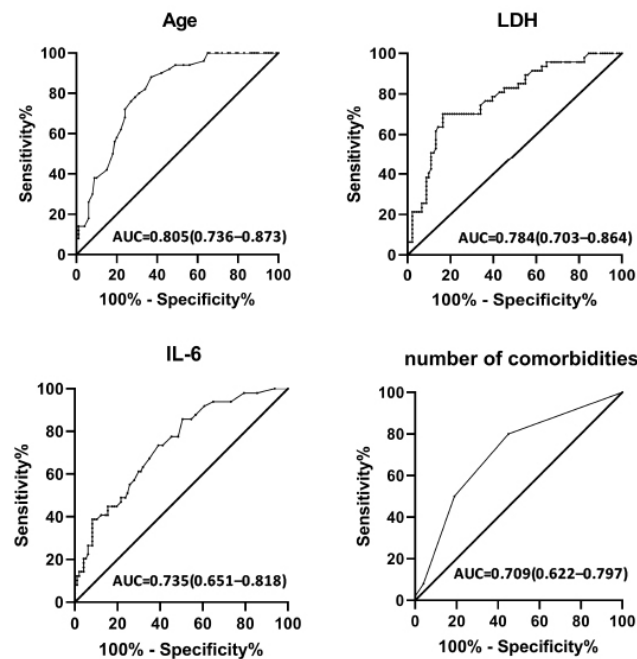 Age
Sensitivity%
100
80
60
40
20
0
AUC=0.805(0.736–0.873)
0 20 40 60 80 100
100% - Specificity%
LDH
Sensitivity%
100
80
60
40
20
0
AUC=0.784(0.703–0.864)
0 20 40 60 80 100
100% - Specificity%
IL-6
Sensitivity%
100
80
60
40
20
0
AUC=0.735(0.651–0.818)
0 20 40 60 80 100
100% - Specificity%
number of comorbidities
Sensitivity%
100
80
60
40
20
0
AUC=0.709(0.622–0.797)
0 20 40 60 80 100
100% - Specificity%